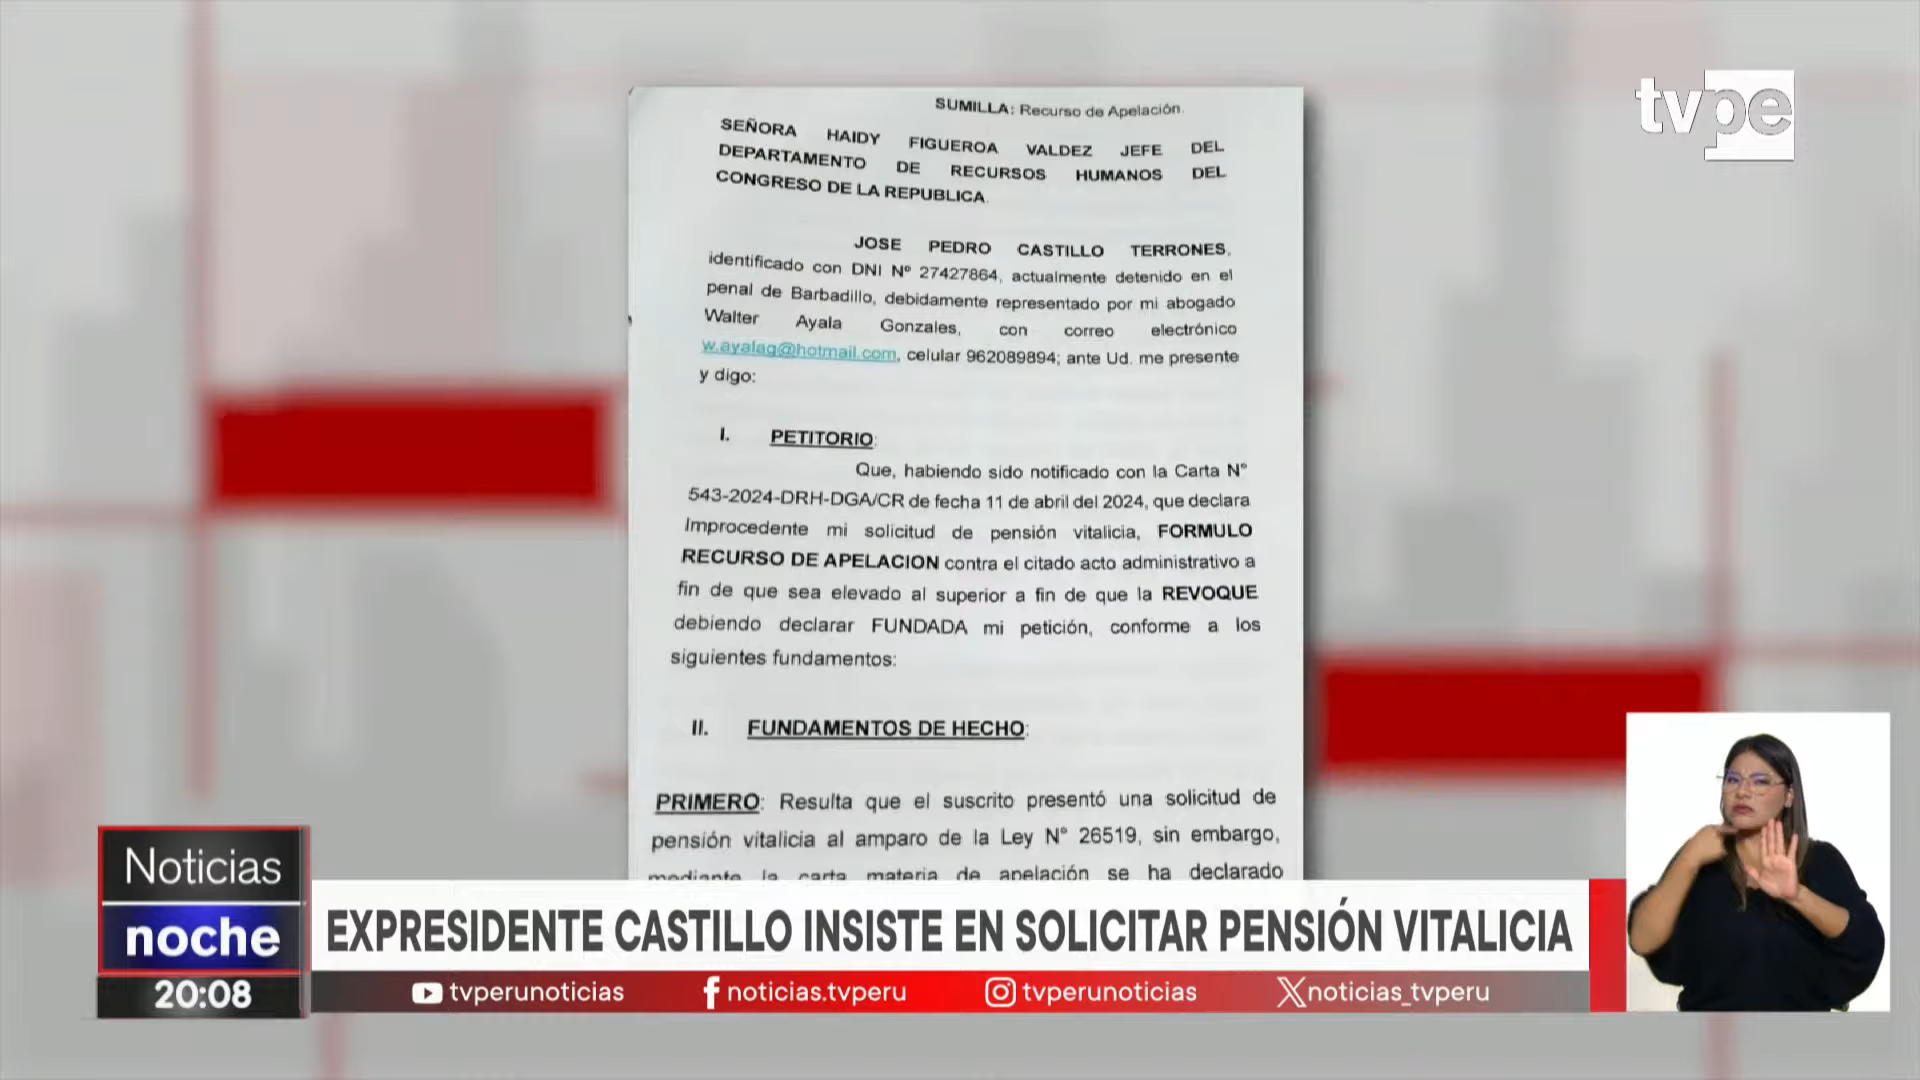 tvpe
SUMILLA: Recurso de Apelación.
SEÑORA HAIDY FIGUEROA VALDEZ JEFE DEL
DEPARTAMENTO DE RECURSOS HUMANOS DEL
CONGRESO DE LA REPUBLICA.
JOSE PEDRO CASTILLO TERRONES,
identificado con DNI Nº 27427864, actualmente detenido en el
penal de Barbadillo, debidamente representado por mi abogado
Walter Ayala Gonzales, con correo electrónico
w.ayalag@hotmail.com, celular 962089894; ante Ud. me presente
y digo:
I. PETITORIO:
Que, habiendo sido notificado con la Carta Nº
543-2024-DRH-DGA/CR de fecha 11 de abril del 2024, que declara
Improcedente mi solicitud de pensión vitalicia, FORMULO
RECURSO DE APELACION contra el citado acto administrativo a
fin de que sea elevado al superior a fin de que la REVOQUE
debiendo declarar FUNDADA mi petición, conforme a los
siguientes fundamentos:
II. FUNDAMENTOS DE HECHO:
PRIMERO: Resulta que el suscrito presentó una solicitud de
pensión vitalicia al amparo de la Ley Nº 26519, sin embargo,
mediante la carta materia de apelación se ha declarado
Noticias
noche
20:08
EXPRESIDENTE CASTILLO INSISTE EN SOLICITAR PENSIÓN VITALICIA
tvperunoticias
noticias.tvperu
tvperunoticias
noticias_tvperu